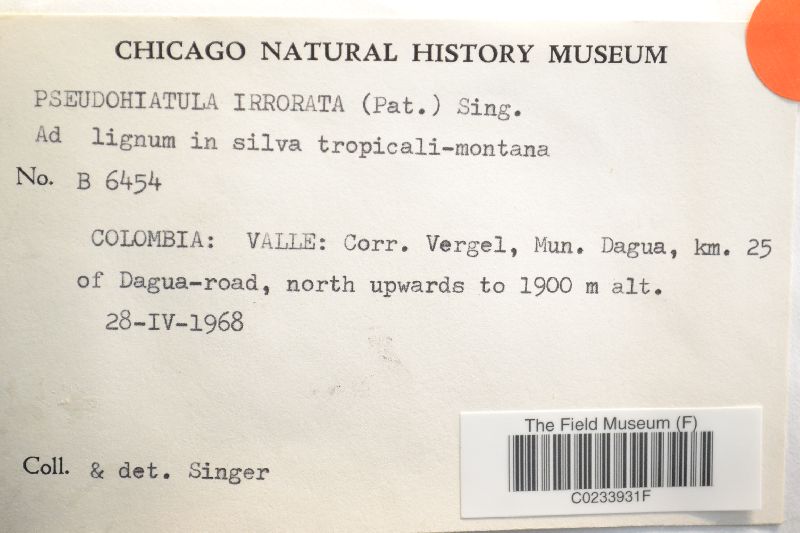 CHICAGO NATURAL HISTORY MUSEUM
PSEUDOHIATULA IRRORATA (Pat.) Sing.
Ad lignum in silva tropicali-montana
No. B 6454
COLOMBIA: VALLE: Corr. Vergel, Mun. Dagua, km. 25
of Dagua-road, north upwards to 1900 m alt.
28-IV-1968
Coll. & det. Singer
The Field Museum (F)
C0233931F